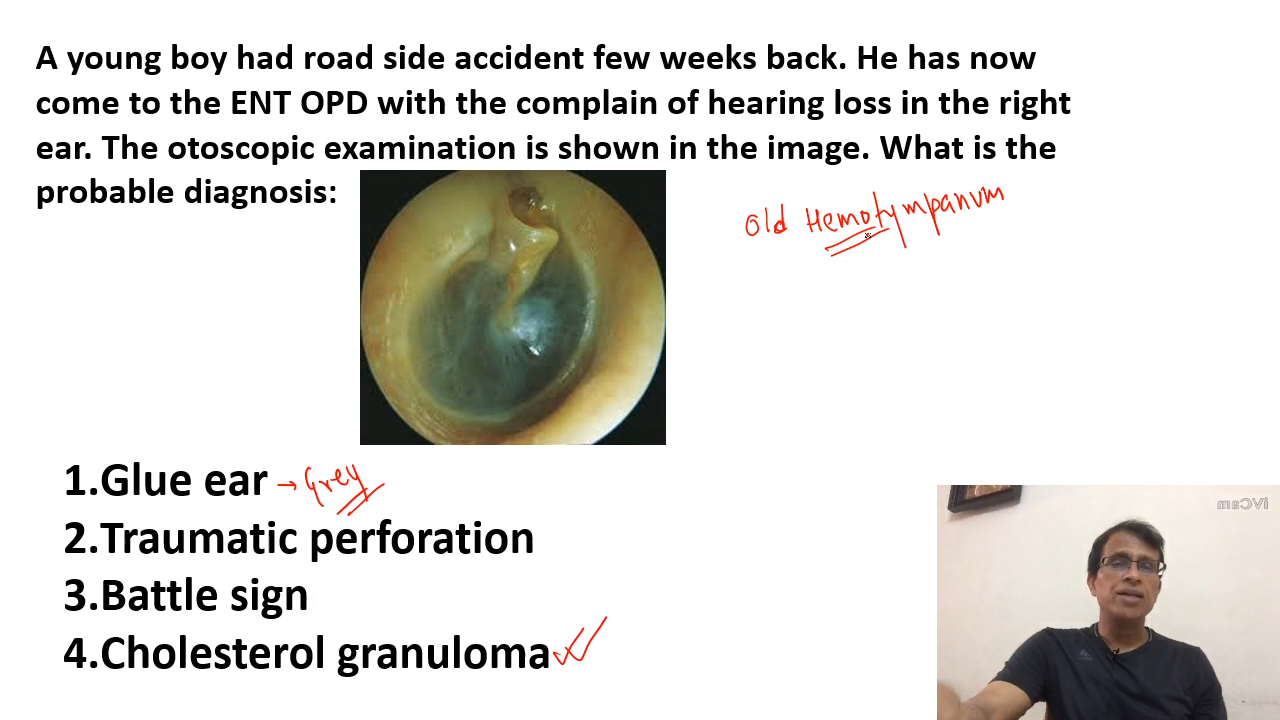 A young boy had road side accident few weeks back. He has now
come to the ENT OPD with the complain of hearing loss in the right
ear. The otoscopic examination is shown in the image. What is the
probable diagnosis:
Old Hemotympanum
1.Glue ear → Grey
2.Traumatic perforation
3.Battle sign
4.Cholesterol granuloma
iVCam